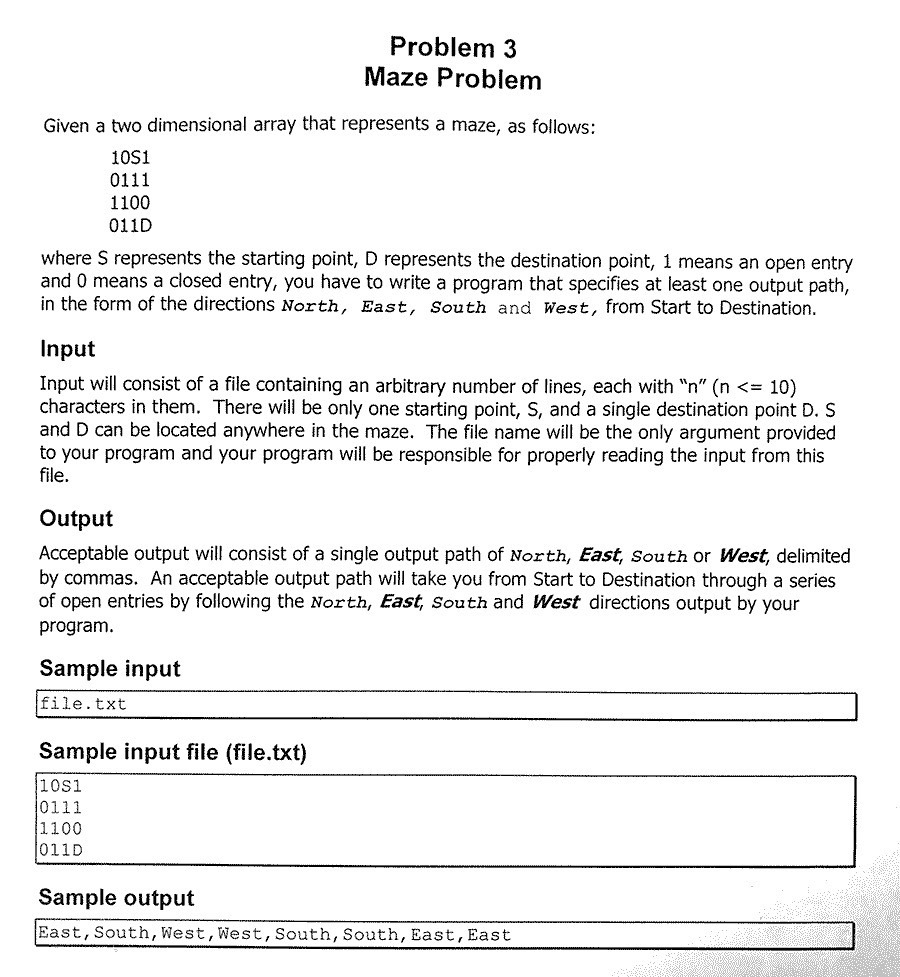 Problem 3
Maze Problem
Given a two dimensional array that represents a maze, as follows:
10S1
0111
1100
011D
where S represents the starting point, D represents the destination point, 1 means an open entry
and 0 means a closed entry, you have to write a program that specifies at least one output path,
in the form of the directions North, East, South and West, from Start to Destination.
Input
Input will consist of a file containing an arbitrary number of lines, each with “n” (n <= 10)
characters in them. There will be only one starting point, S, and a single destination point D. S
and D can be located anywhere in the maze. The file name will be the only argument provided
to your program and your program will be responsible for properly reading the input from this
file.
Output
Acceptable output will consist of a single output path of North, East, South or West, delimited
by commas. An acceptable output path will take you from Start to Destination through a series
of open entries by following the North, East, South and West directions output by your
program.
Sample input
file.txt
Sample input file (file.txt)
10S1
0111
1100
011D
Sample output
East,South,West,West,South,South,East,East